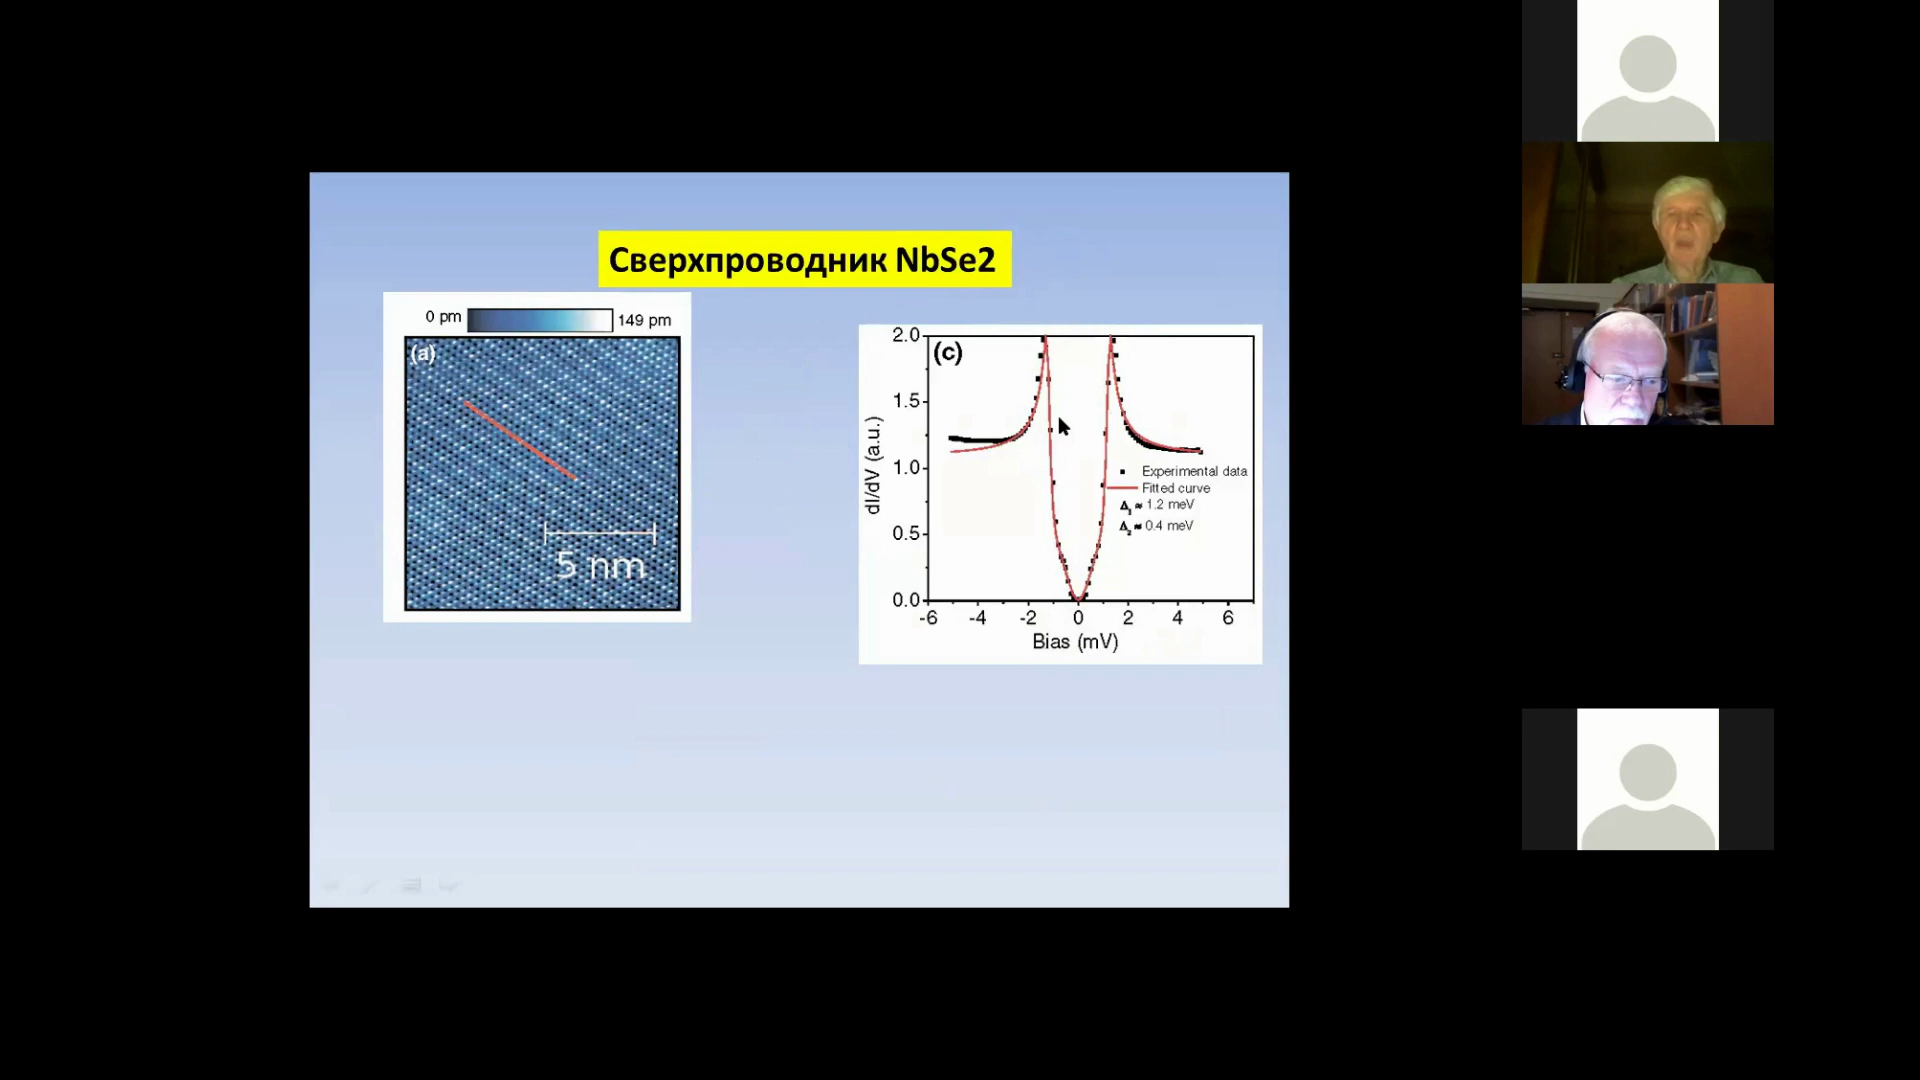 Сверхпроводник NbSe2
0 pm
149 pm
(a)
5 nm
(c)
2.0
1.5
1.0
0.5
0.0
dI/dV (a.u.)
Experimental data
Fitted curve
Δ1 ≈ 1.2 meV
Δ2 ≈ 0.4 meV
-6 -4 -2 0 2 4 6
Bias (mV)